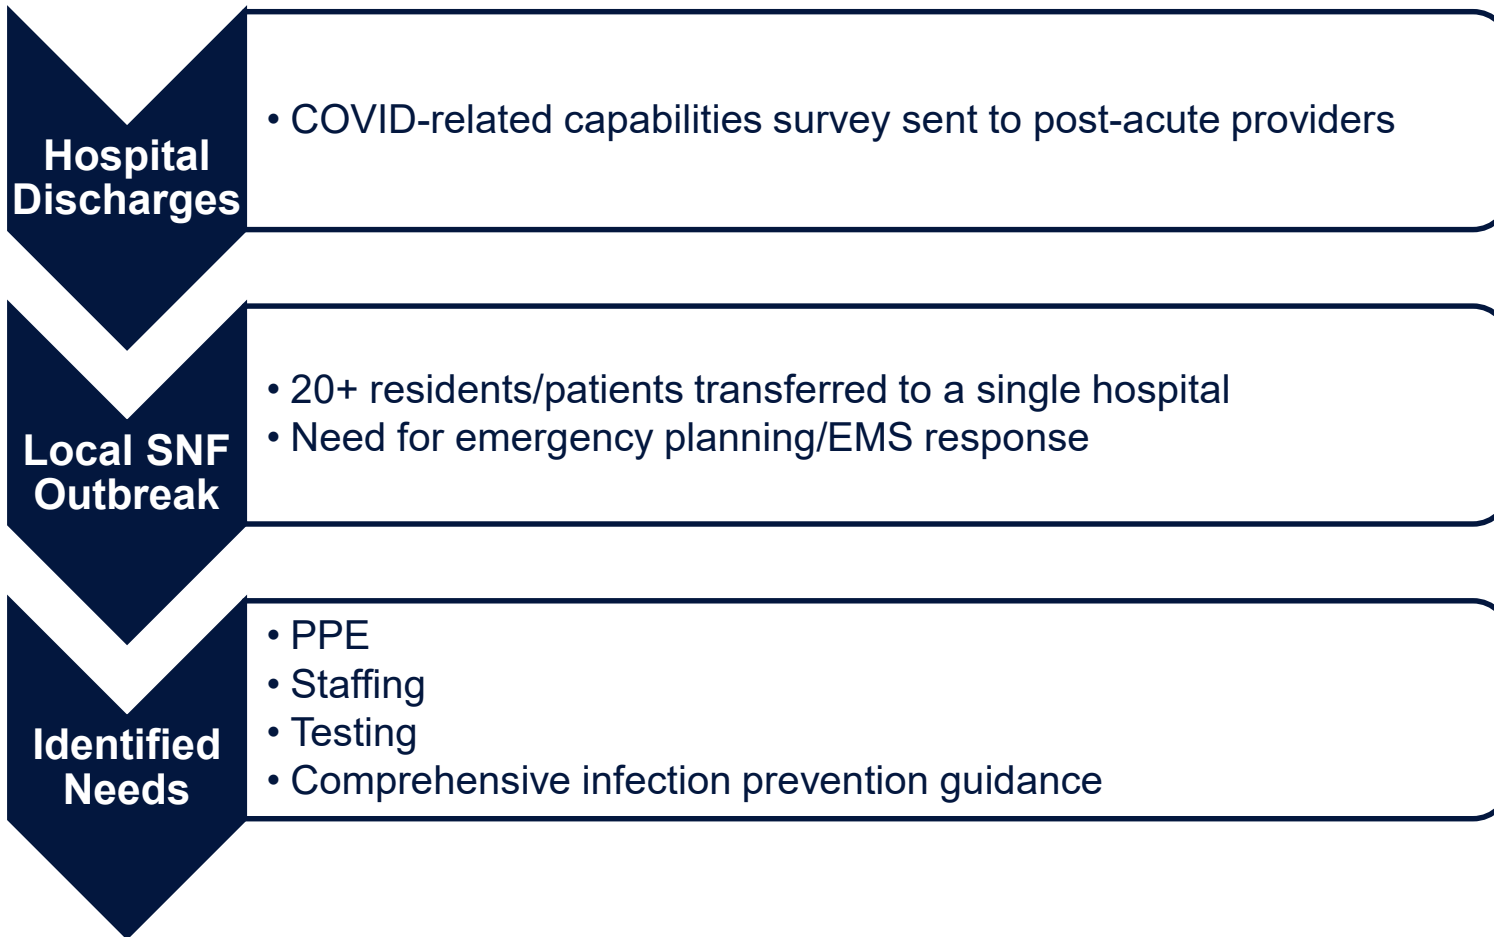 Hospital
Discharges
• COVID-related capabilities survey sent to post-acute providers
Local SNF
Outbreak
• 20+ residents/patients transferred to a single hospital
• Need for emergency planning/EMS response
Identified
Needs
• PPE
• Staffing
• Testing
• Comprehensive infection prevention guidance